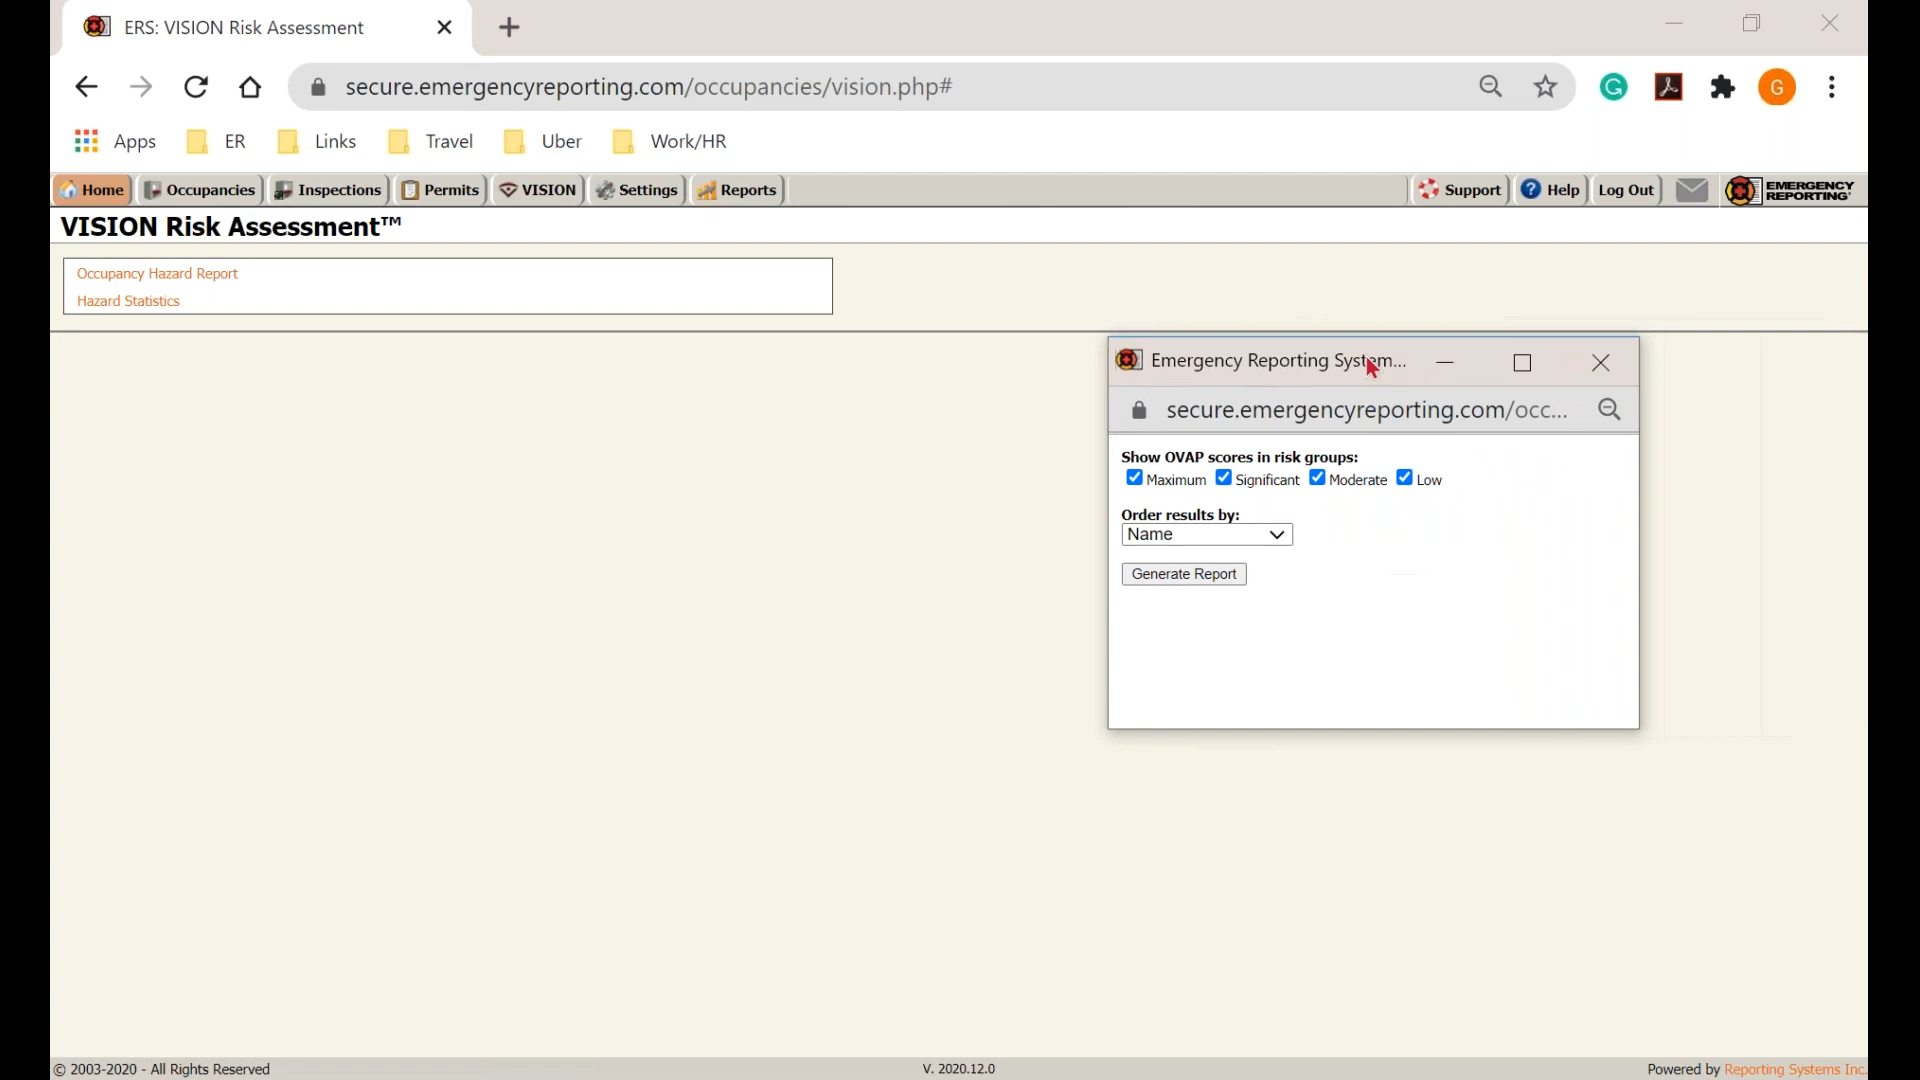 ERS: VISION Risk Assessment
secure.emergencyreporting.com/occupancies/vision.php#
G
G
Apps ER Links Travel Uber Work/HR
Home Occupancies Inspections Permits VISION Settings Reports Support Help Log Out EMERGENCY
REPORTING
VISION Risk Assessment™
Occupancy Hazard Report
Hazard Statistics
Emergency Reporting System...
secure.emergencyreporting.com/occ...
Show OVAP scores in risk groups:
Maximum Significant Moderate Low
Order results by:
Name
Generate Report
© 2003-2020 - All Rights Reserved V. 2020.12.0 Powered by Reporting Systems Inc.